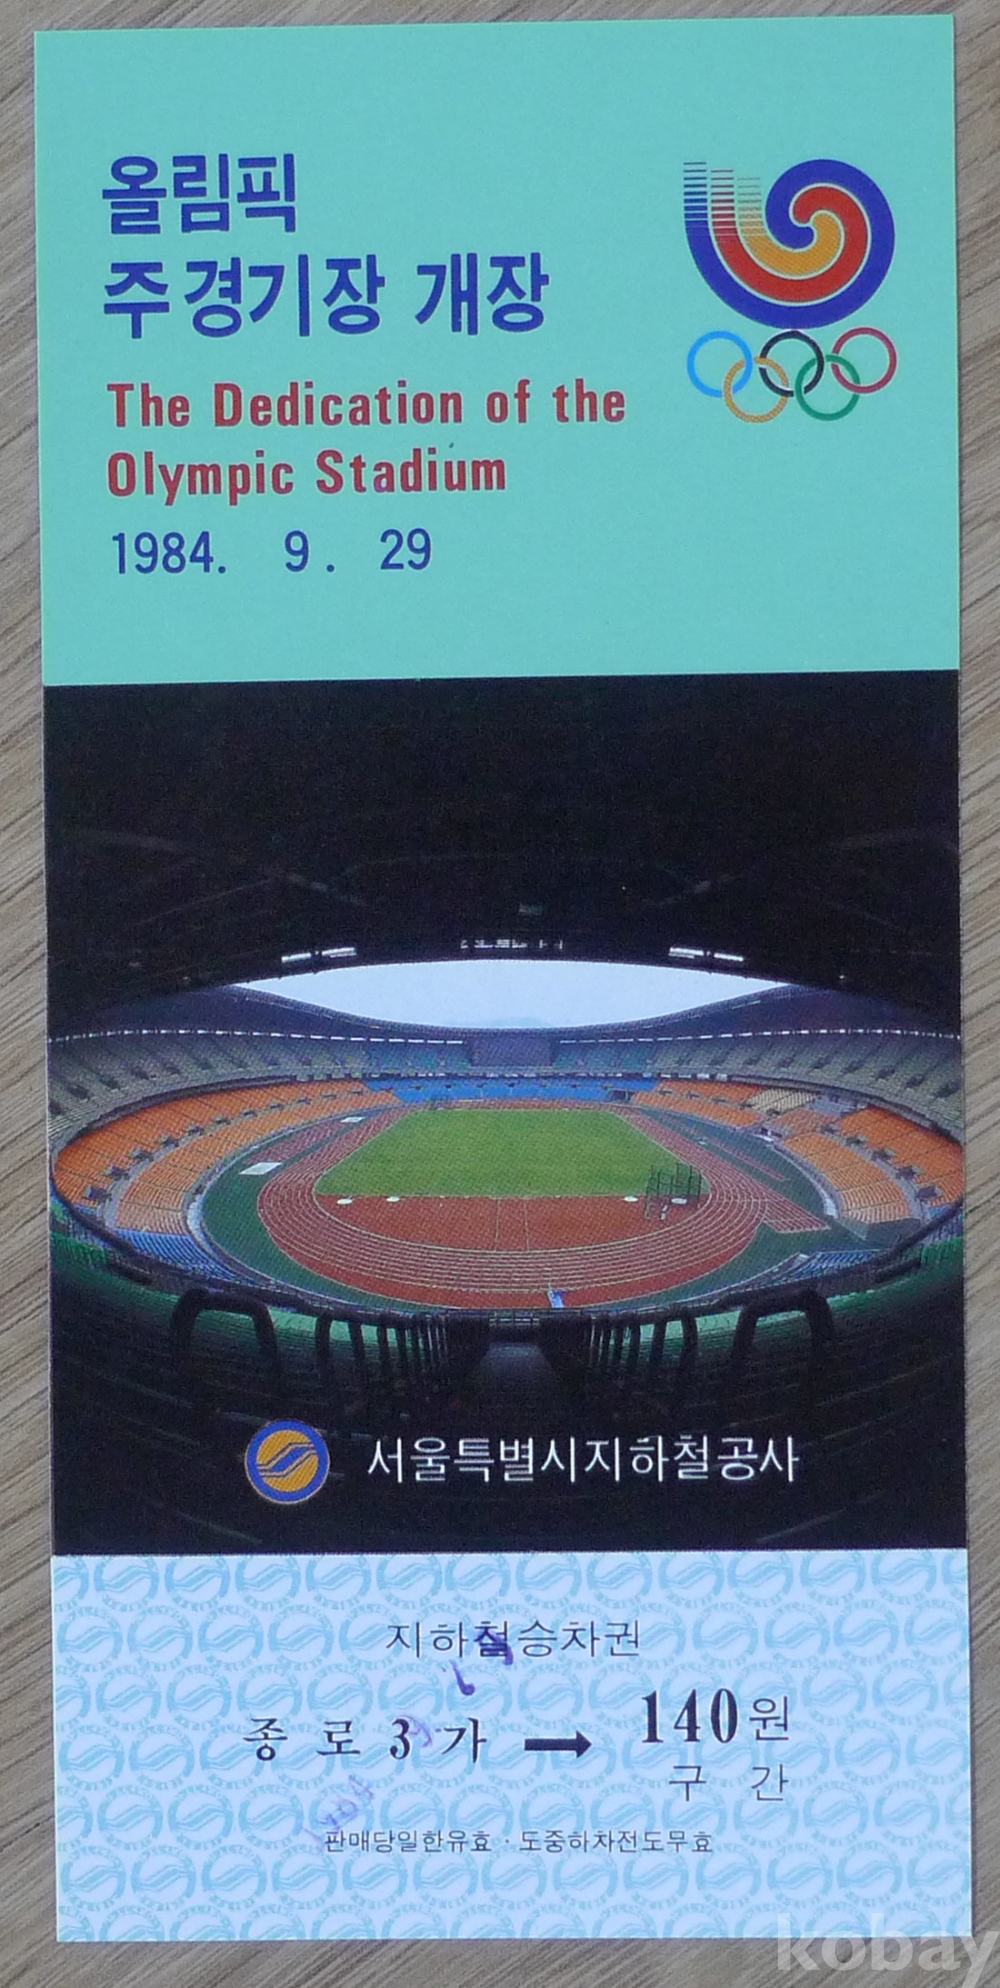 올림픽
주경기장 개장
The Dedication of the
Olympic Stadium
1984. 9. 29
서울특별시지하철공사
지하철승차권
종로3가 → 140원
구간
판매당일한유효 · 도중하차전도무효
kobay